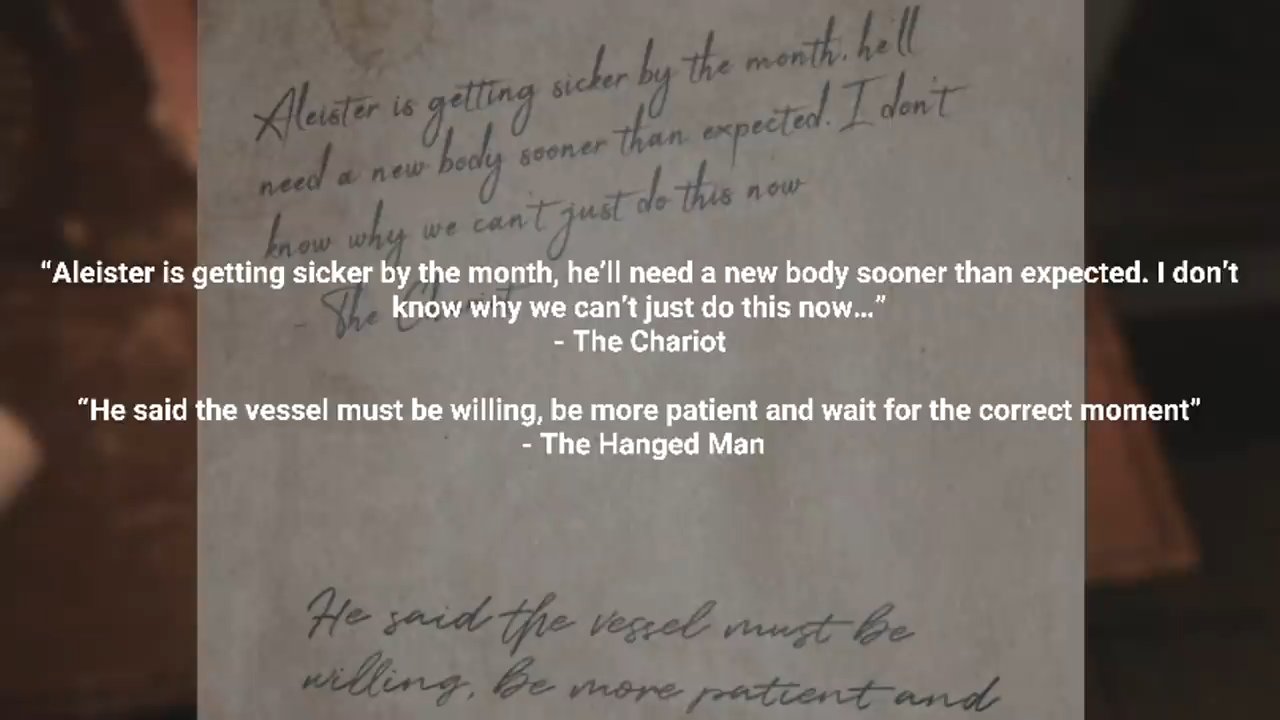 Aleister is getting sicker by the month. he'll
need a new body sooner than expected. I don't
know why we can't just do this now
“Aleister is getting sicker by the month, he’ll need a new body sooner than expected. I don’t
know why we can’t just do this now…”
- The Chariot
- The Chariot
“He said the vessel must be willing, be more patient and wait for the correct moment”
- The Hanged Man
He said the vessel must be
willing, be more patient and